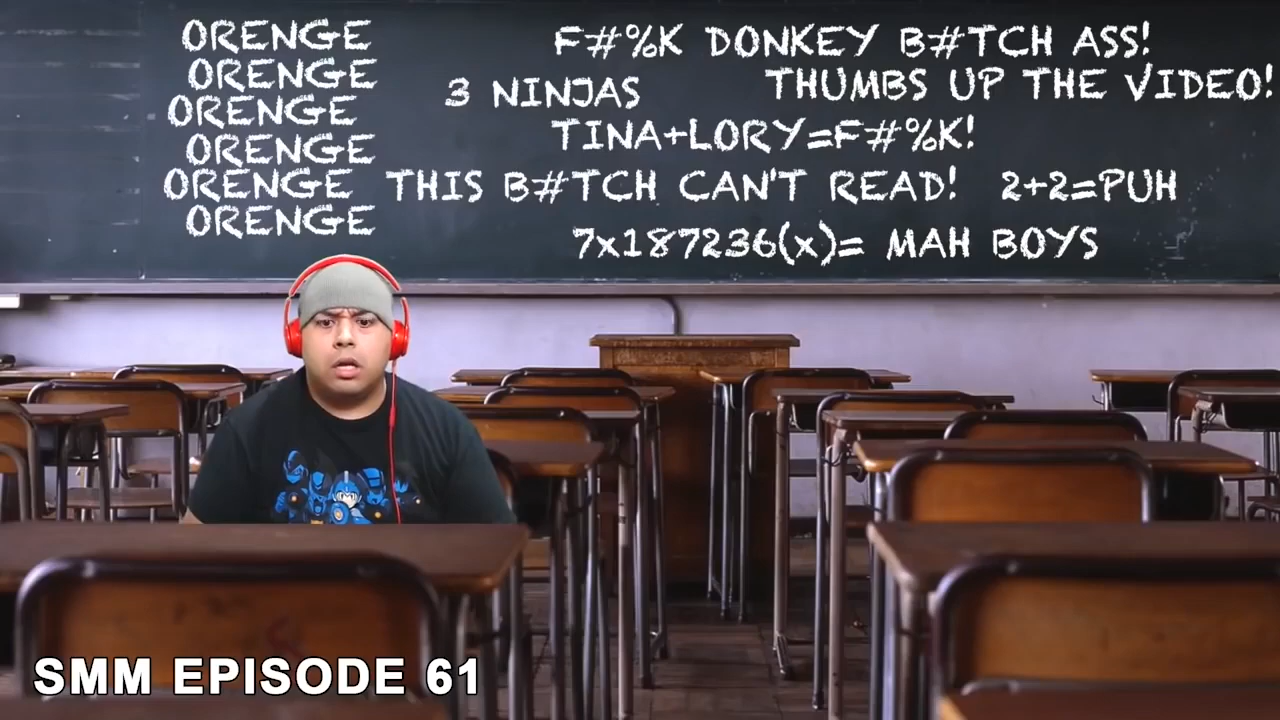 ORENGE
ORENGE
ORENGE
ORENGE
ORENGE
ORENGE
F#%K DONKEY B#TCH ASS!
3 NINJAS
THUMBS UP THE VIDEO!
TINA+LORY=F#%K!
THIS B#TCH CAN'T READ!
2+2=PUH
7x187236(x)= MAH BOYS
SMM EPISODE 61